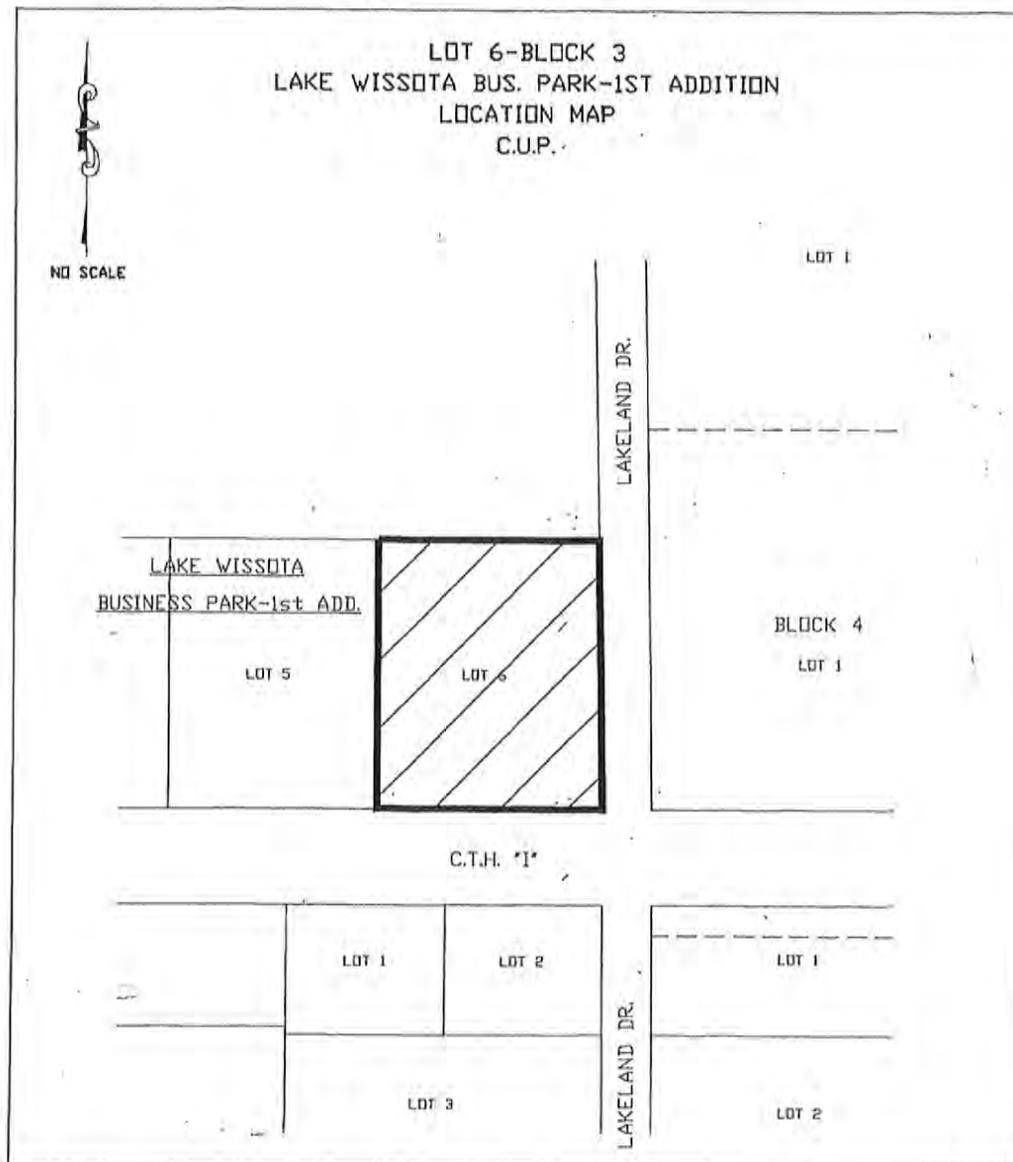 LOT 6-BLOCK 3
LAKE WISSOTA BUS. PARK-1ST ADDITION
LOCATION MAP
C.U.P.
NO SCALE
LOT 1
LAKELAND DR.
LAKE WISSOTA
BUSINESS PARK-1st ADD.
BLOCK 4
LOT 5
LOT 6
LOT 1
C.T.H. "I"
LOT 1
LOT 2
LOT 1
LAKELAND DR.
LOT 3
LOT 2